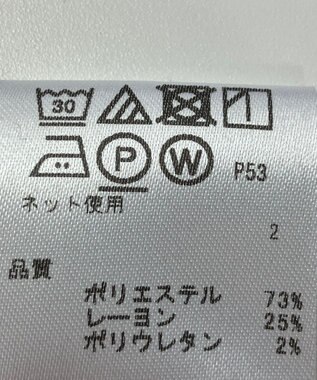 30
P W P53
ネット使用
2
品質
ポリエステル 73%
レーヨン 25%
ポリウレタン 2%